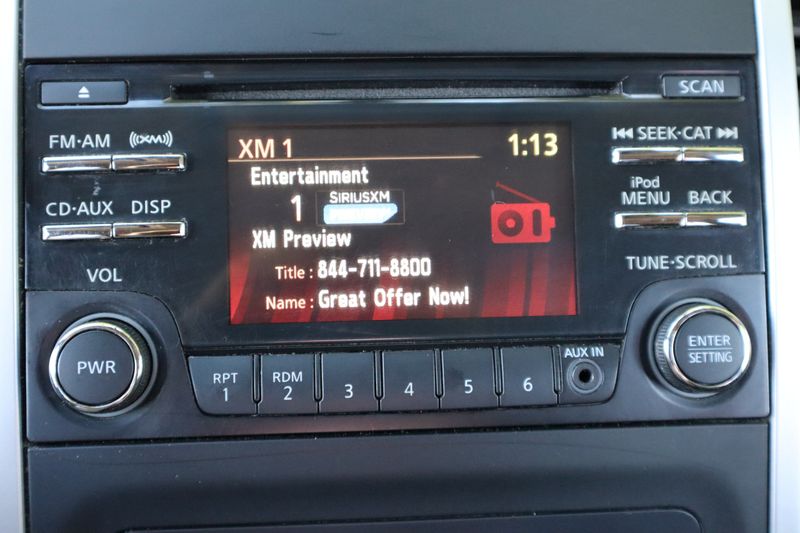 SCAN
FM·AM
((XM))
SEEK·CAT
CD·AUX
DISP
iPod
MENU
BACK
VOL
TUNE·SCROLL
XM 1
1:13
Entertainment
1
SIRIUSXM
XM Preview
Title : 844-711-8800
Name : Great Offer Now!
PWR
RPT
1
RDM
2
3
4
5
6
AUX IN
ENTER
SETTING